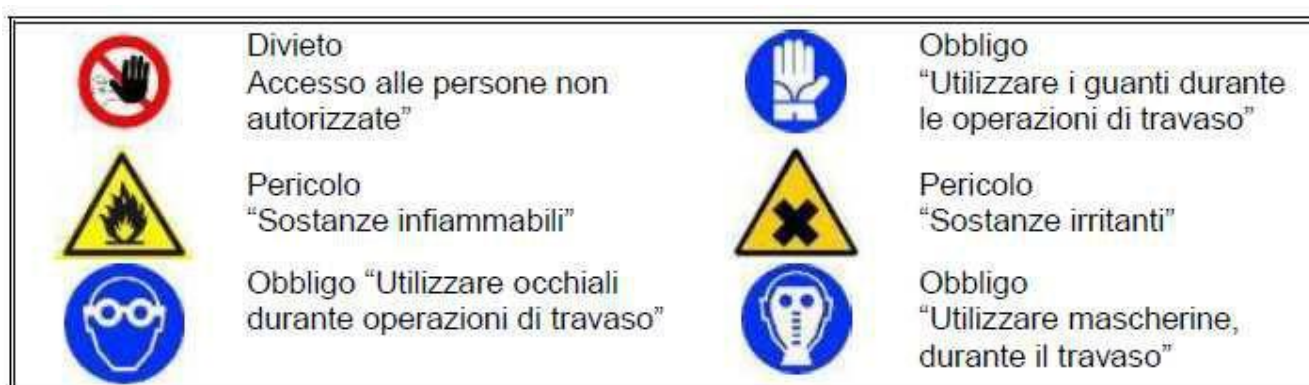 Divieto
Accesso alle persone non
autorizzate”
Obbligo
“Utilizzare i guanti durante
le operazioni di travaso”
Pericolo
“Sostanze infiammabili”
Pericolo
“Sostanze irritanti”
Obbligo “Utilizzare occhiali
durante operazioni di travaso”
Obbligo
“Utilizzare mascherine,
durante il travaso”